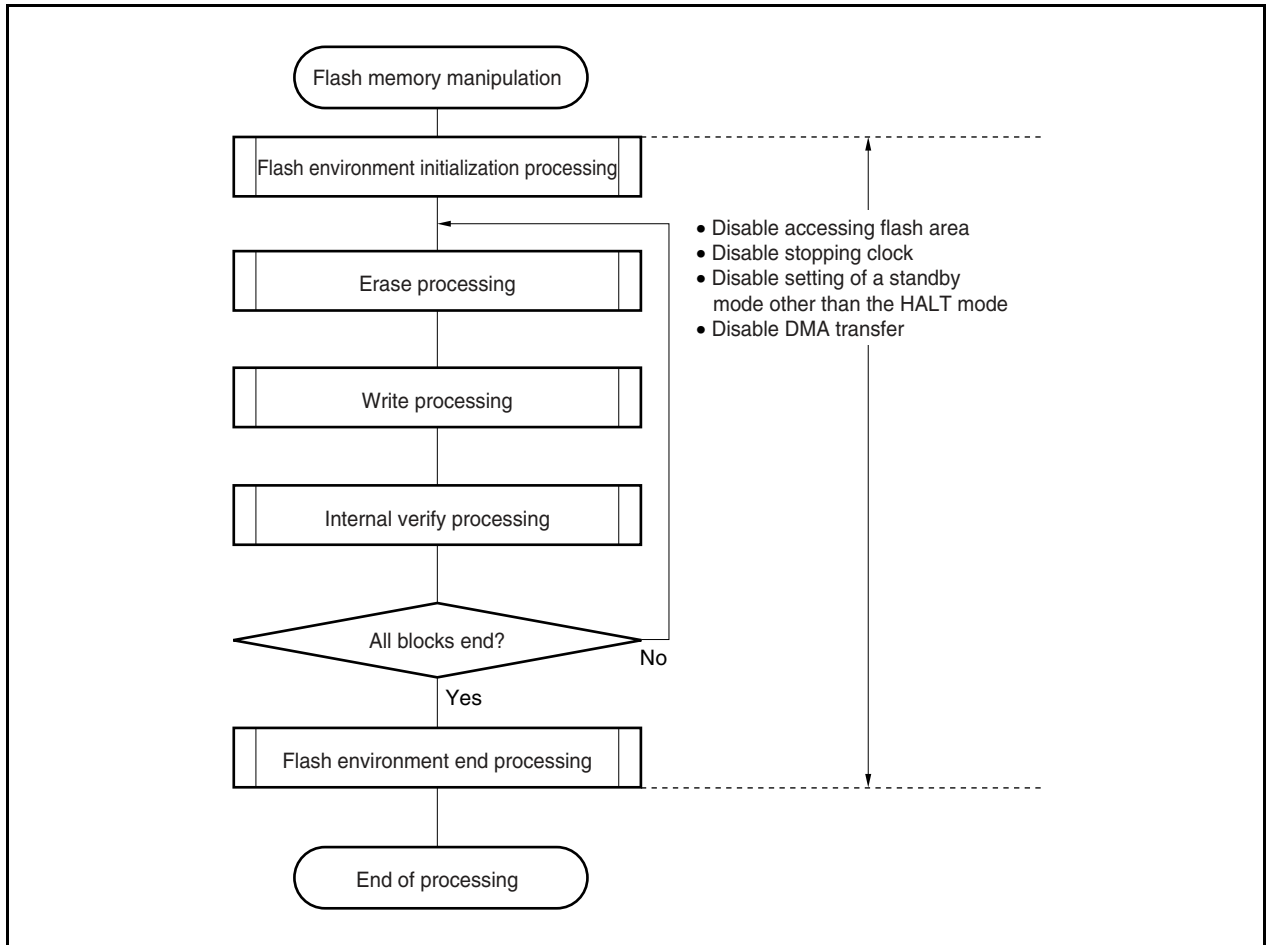 Flash memory manipulation
Flash environment initialization processing
• Disable accessing flash area
• Disable stopping clock
• Disable setting of a standby
mode other than the HALT mode
• Disable DMA transfer
Erase processing
Write processing
Internal verify processing
All blocks end?
No
Yes
Flash environment end processing
End of processing